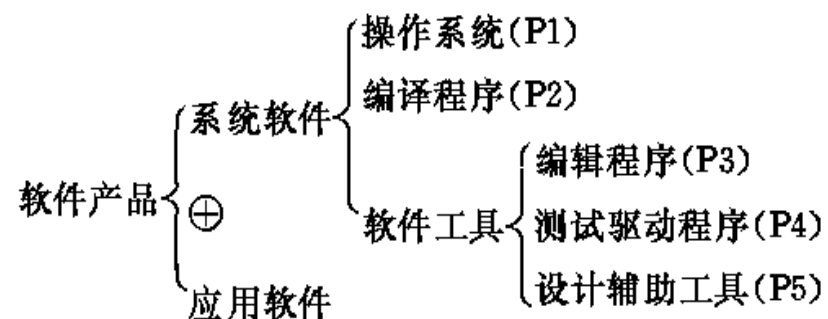 操作系统(P1)
编译程序(P2)
系统软件
编辑程序(P3)
软件产品
⊕
软件工具
测试驱动程序(P4)
设计辅助工具(P5)
应用软件